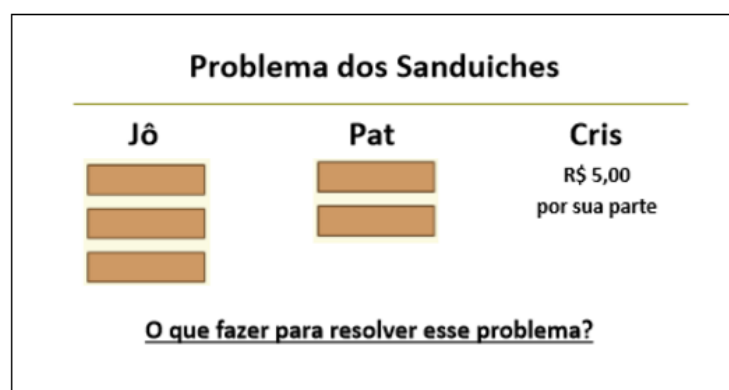 Problema dos Sanduiches
Jô Pat Cris
R$ 5,00
por sua parte
O que fazer para resolver esse problema?